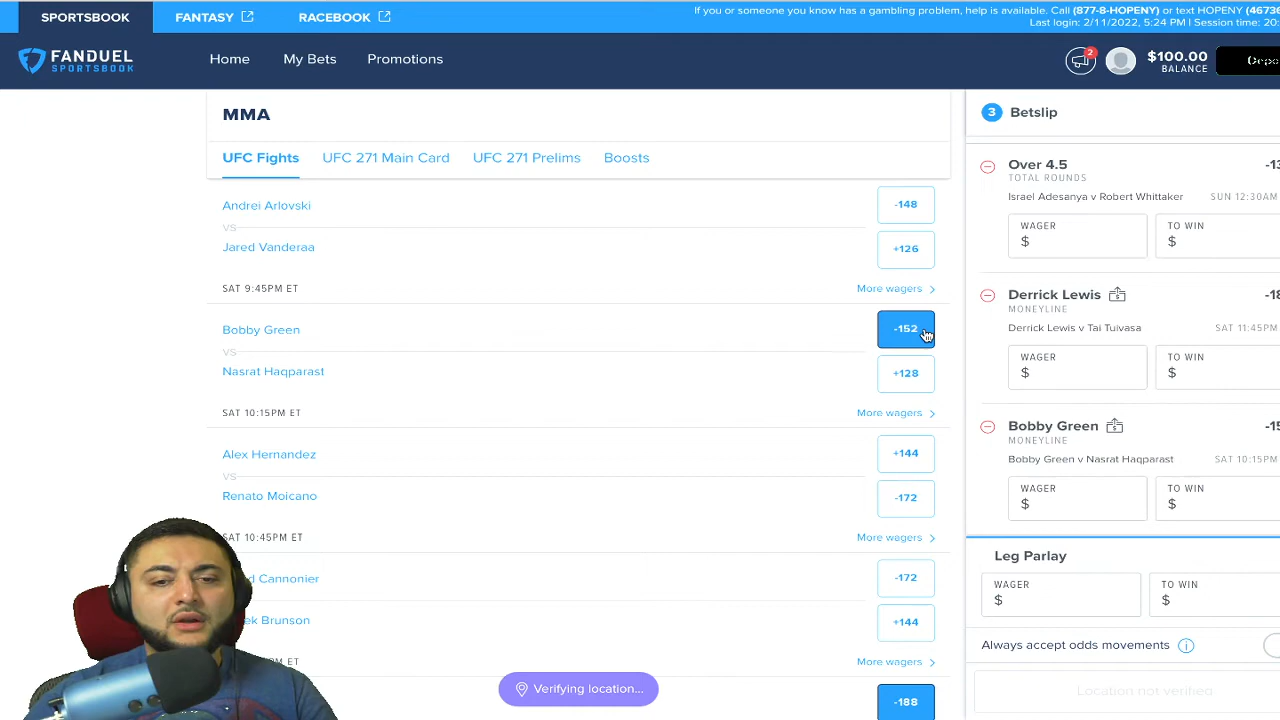 SPORTSBOOK
FANTASY
RACEBOOK
If you or someone you know has a gambling problem, help is available. Call (877-8-HOPENY) or text HOPENY (4673
Last login: 2/11/2022, 5:24 PM | Session time: 20:
FANDUEL
SPORTSBOOK
Home
My Bets
Promotions
2
$100.00
BALANCE
MMA
UFC Fights
UFC 271 Main Card
UFC 271 Prelims
Boosts
Andrei Arlovski
-148
VS
Jared Vanderaa
+126
SAT 9:45PM ET
More wagers
Bobby Green
-152
VS
Nasrat Haqparast
+128
SAT 10:15PM ET
More wagers
Alex Hernandez
+144
VS
Renato Moicano
-172
SAT 10:45PM ET
More wagers
Cannonier
-172
Brunson
+144
ET
More wagers
-188
Verifying location...
3 Betslip
Over 4.5
TOTAL ROUNDS
Israel Adesanya v Robert Whittaker
SUN 12:30AM
WAGER
$
TO WIN
$
Derrick Lewis
MONEYLINE
Derrick Lewis v Tai Tuivasa
SAT 11:45PM
WAGER
$
TO WIN
$
Bobby Green
MONEYLINE
Bobby Green v Nasrat Haqparast
SAT 10:15PM
WAGER
$
TO WIN
$
Leg Parlay
WAGER
$
TO WIN
$
Always accept odds movements
Location not verified